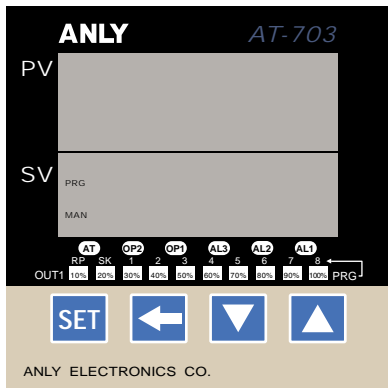 ANLY AT-703
PV
SV
PRG
MAN
AT OP2 OP1 AL3 AL2 AL1
RP SK 1 2 3 4 5 6 7 8
OUT1 10% 20% 30% 40% 50% 60% 70% 80% 90% 100% PRG
SET
ANLY ELECTRONICS CO.